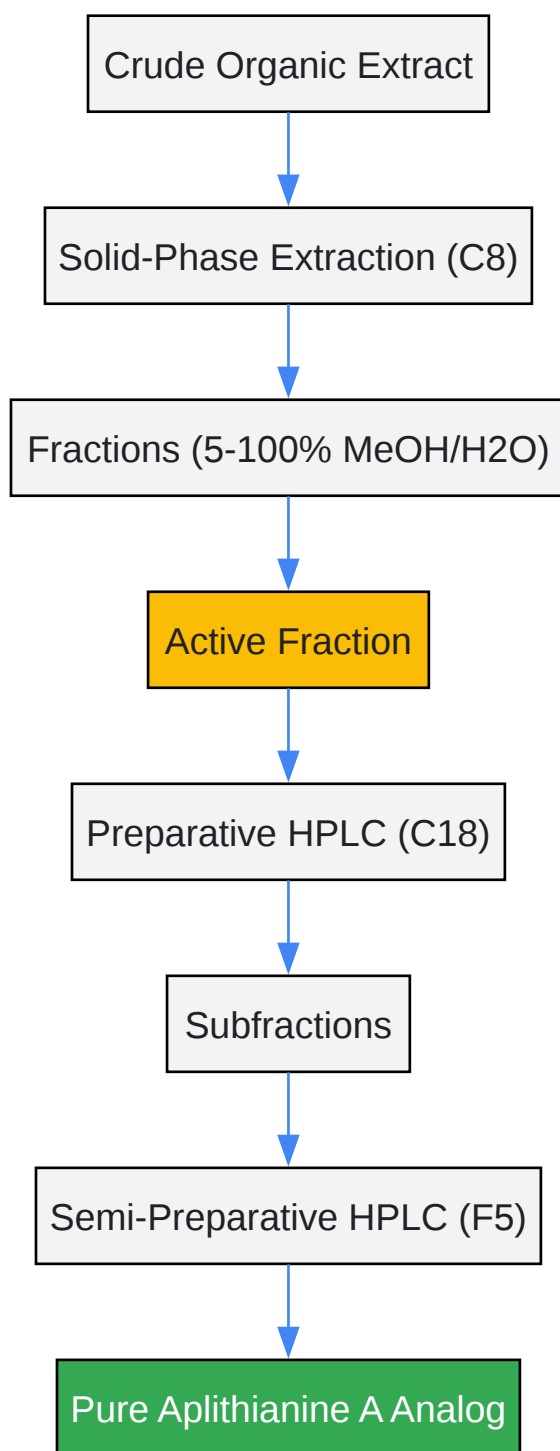 Crude Organic Extract
Solid-Phase Extraction (C8)
Fractions (5-100% MeOH/H2O)
Active Fraction
Preparative HPLC (C18)
Subfractions
Semi-Preparative HPLC (F5)
Pure Aplithianine A Analog